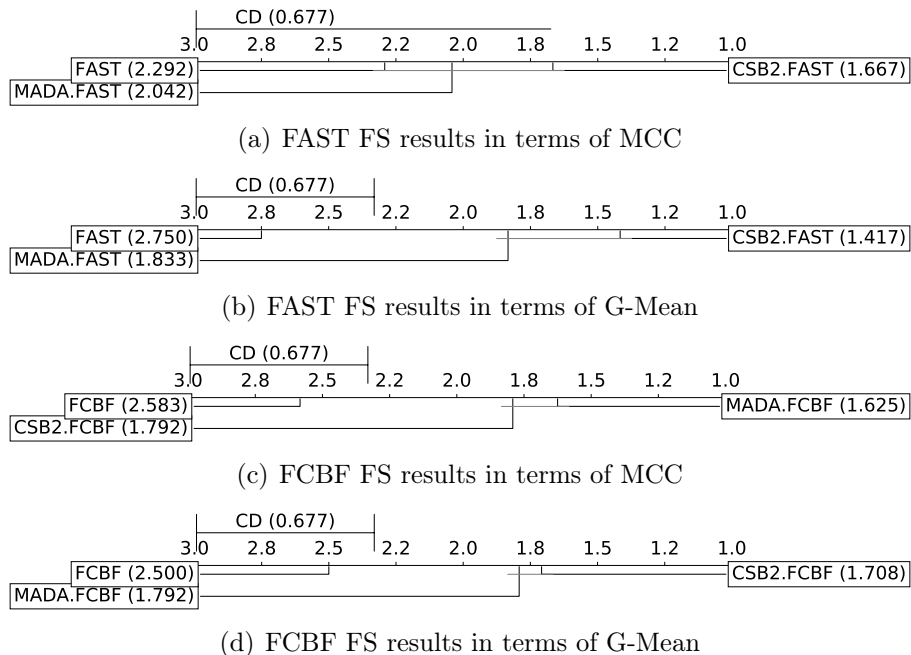 CD (0.677)
3.0 2.8 2.5 2.2 2.0 1.8 1.5 1.2 1.0
FAST (2.292) CSB2.FAST (1.667)
MADA.FAST (2.042)
(a) FAST FS results in terms of MCC
CD (0.677)
3.0 2.8 2.5 2.2 2.0 1.8 1.5 1.2 1.0
FAST (2.750) CSB2.FAST (1.417)
MADA.FAST (1.833)
(b) FAST FS results in terms of G-Mean
CD (0.677)
3.0 2.8 2.5 2.2 2.0 1.8 1.5 1.2 1.0
FCBF (2.583) MADA.FCBF (1.625)
CSB2.FCBF (1.792)
(c) FCBF FS results in terms of MCC
CD (0.677)
3.0 2.8 2.5 2.2 2.0 1.8 1.5 1.2 1.0
FCBF (2.500) CSB2.FCBF (1.708)
MADA.FCBF (1.792)
(d) FCBF FS results in terms of G-Mean